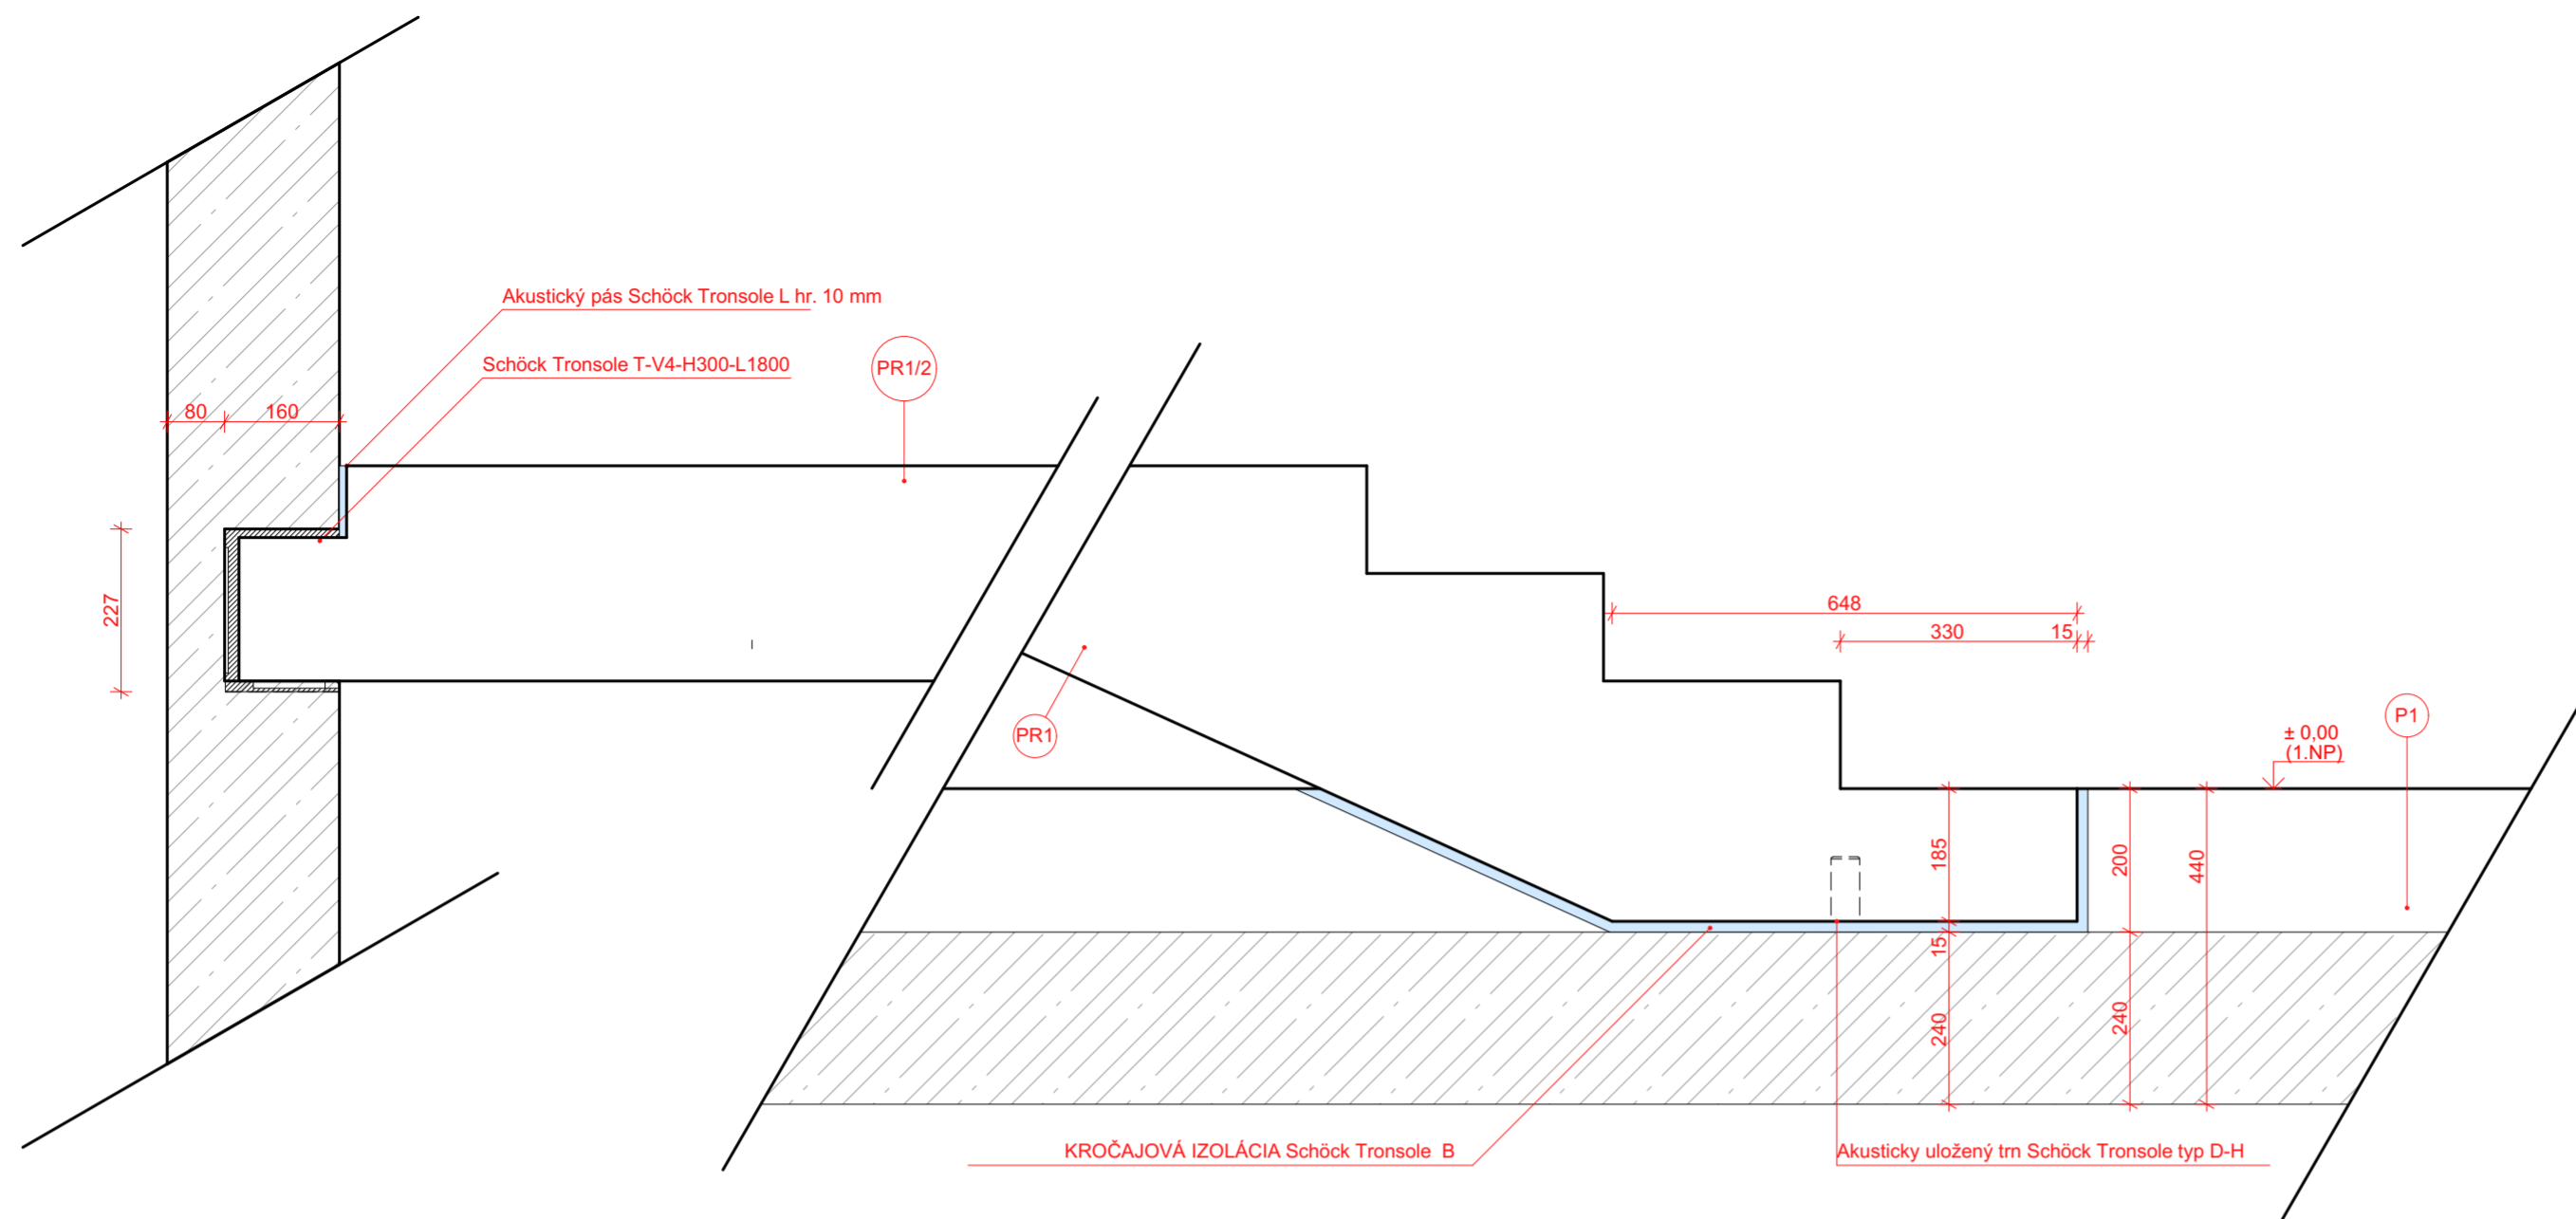 Akustický pás Schöck Tronsole L hr. 10 mm
Schöck Tronsole T-V4-H300-L1800
PR1/2
80
160
227
648
330
15
P1
± 0,00
(1.NP)
PR1
185
200
440
15
240
240
KROČAJOVÁ IZOLÁCIA Schöck Tronsole  B
Akusticky uložený trn Schöck Tronsole typ D-H